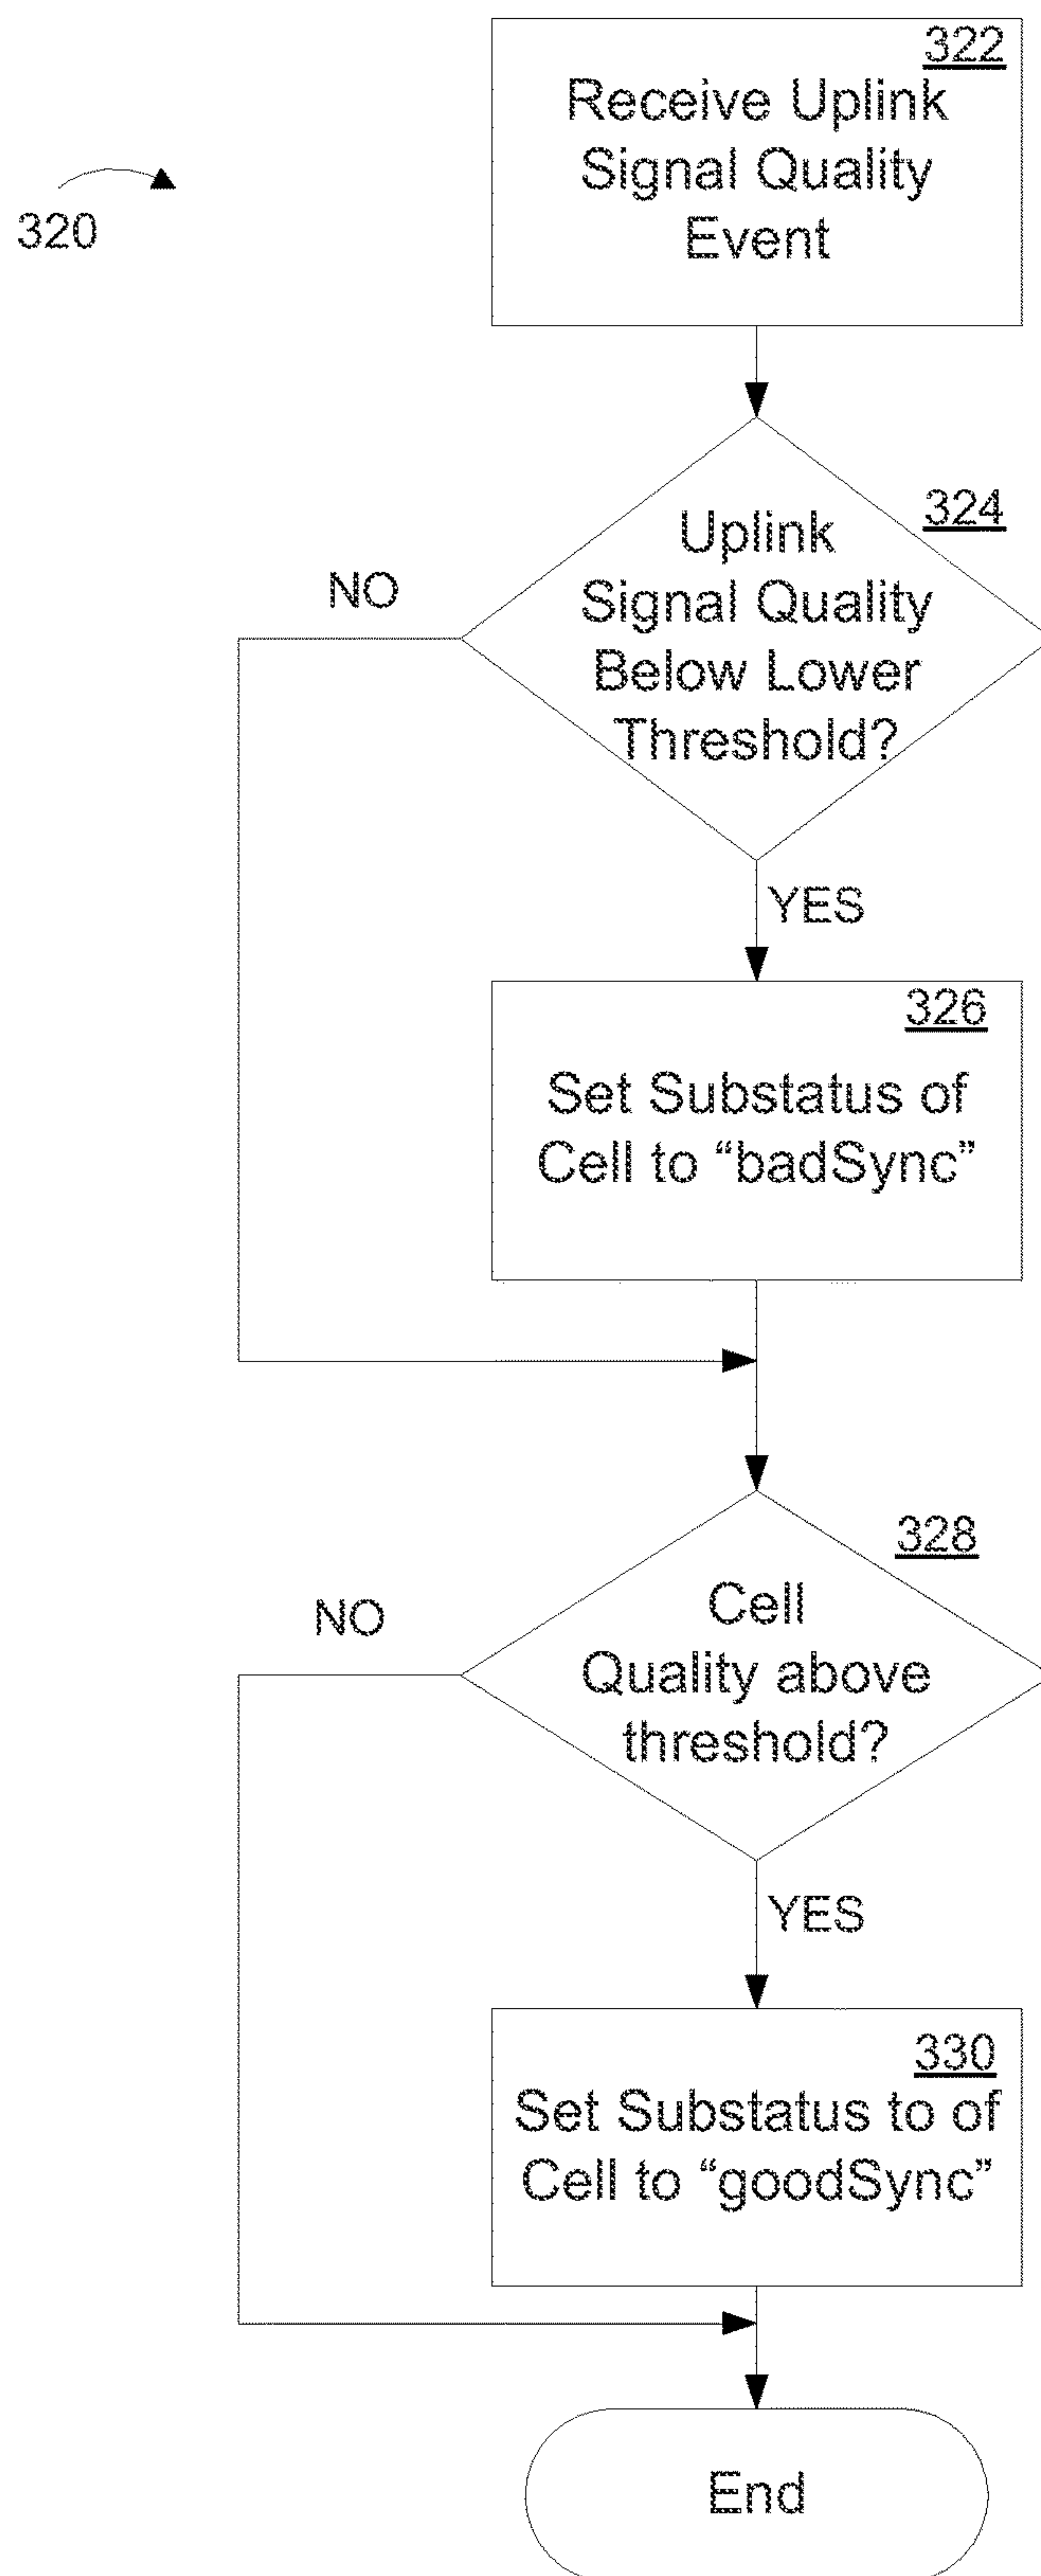 322
Receive Uplink
Signal Quality
Event
320
324
Uplink
Signal Quality
Below Lower
Threshold?
NO
YES
326
Set Substatus of
Cell to “badSync”
328
Cell
Quality above
threshold?
NO
YES
330
Set Substatus to of
Cell to “goodSync”
End